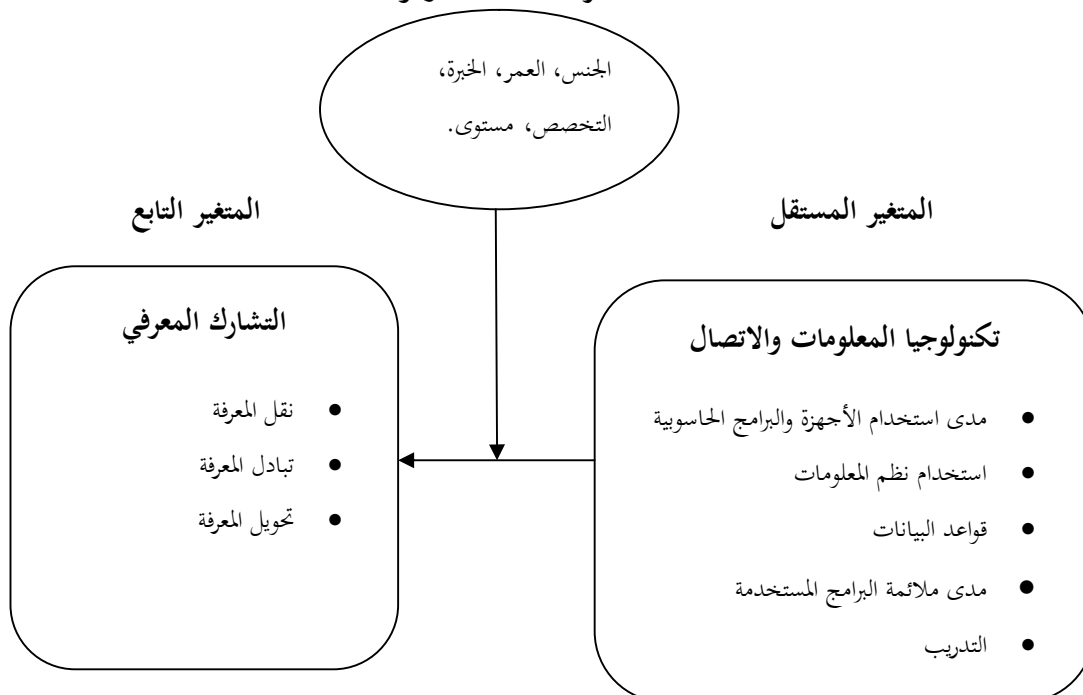 الجنس، العمر، الخبرة،
التخصص، مستوى.
المتغير المستقل
المتغير التابع
تكنولوجيا المعلومات والاتصال
● مدى استخدام الأجهزة والبرامج الحاسوبية
● استخدام نظم المعلومات
● قواعد البيانات
● مدى ملائمة البرامج المستخدمة
● التدريب
التشارك المعرفي
● نقل المعرفة
● تبادل المعرفة
● تحويل المعرفة